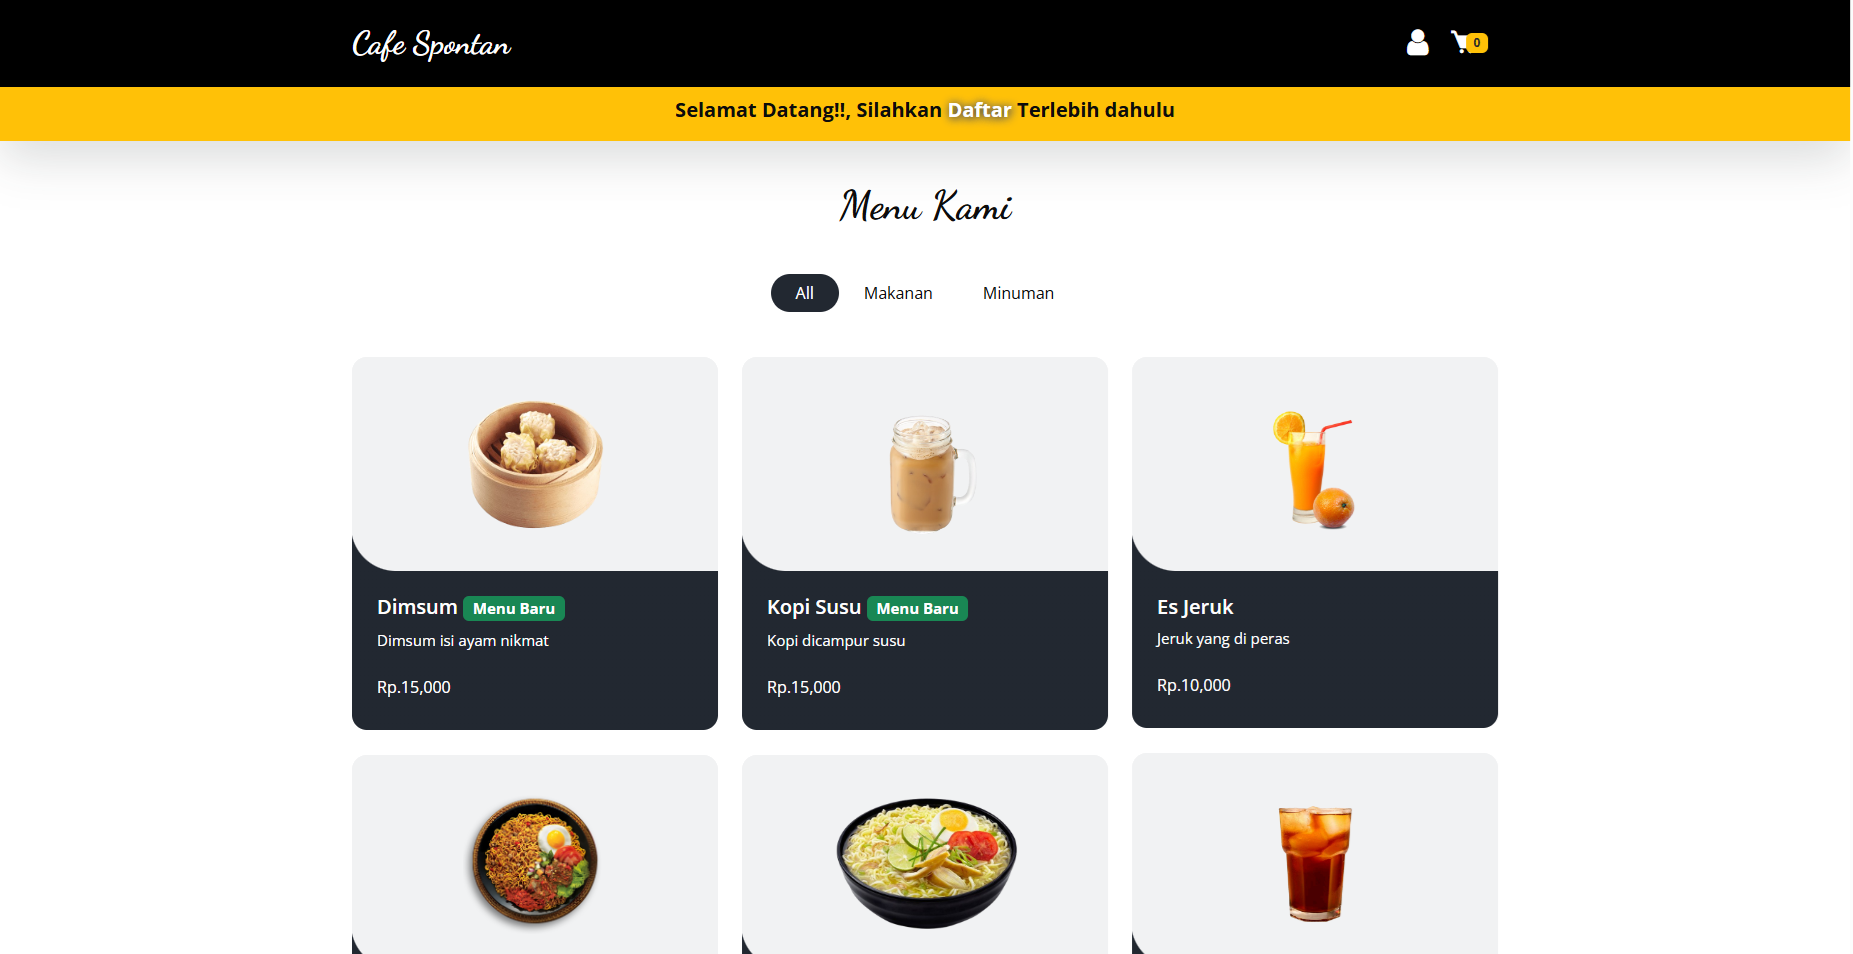 Cafe Spontan
0
Selamat Datang!!, Silahkan Daftar Terlebih dahulu
Menu Kami
All Makanan Minuman
Dimsum Menu Baru
Dimsum isi ayam nikmat
Rp.15,000
Kopi Susu Menu Baru
Kopi dicampur susu
Rp.15,000
Es Jeruk
Jeruk yang di peras
Rp.10,000